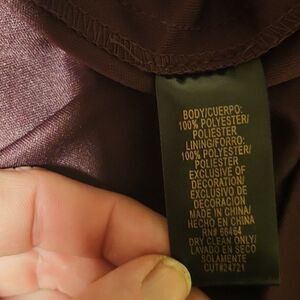 BODY/CUERPO:
100% POLYESTER/
POLIESTER
LINING/FORRO:
100% POLYESTER/
POLIESTER
EXCLUSIVE OF
DECORATION/
EXCLUSIVO DE
DECORACION
MADE IN CHINA/
HECHO EN CHINA
RN# 66464
DRY CLEAN ONLY/
LAVADO EN SECO
SOLAMENTE
CUT#24721